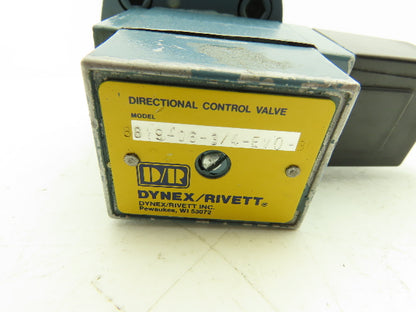 DIRECTIONAL CONTROL VALVE
MODEL
D/R
DYNEX/RIVETT®
DYNEX/RIVETT INC.
Pewaukee, WI 53072